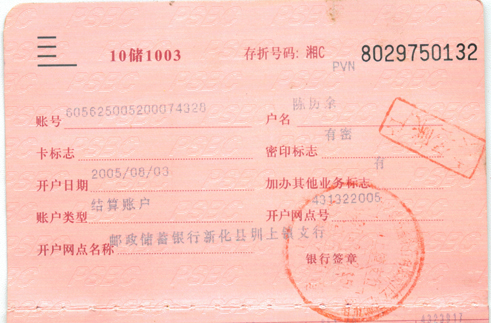 10储1003 存折号码: 湘C 8029750132
PVN
账号 605625005200074326 户名
卡标志 密印标志 有密
开户日期 2005/08/03 加办其他业务标志 有
账户类型 结算账户 开户网点号 431322005
开户网点名称 邮政储蓄银行新化县圳上镇支行
银行签章